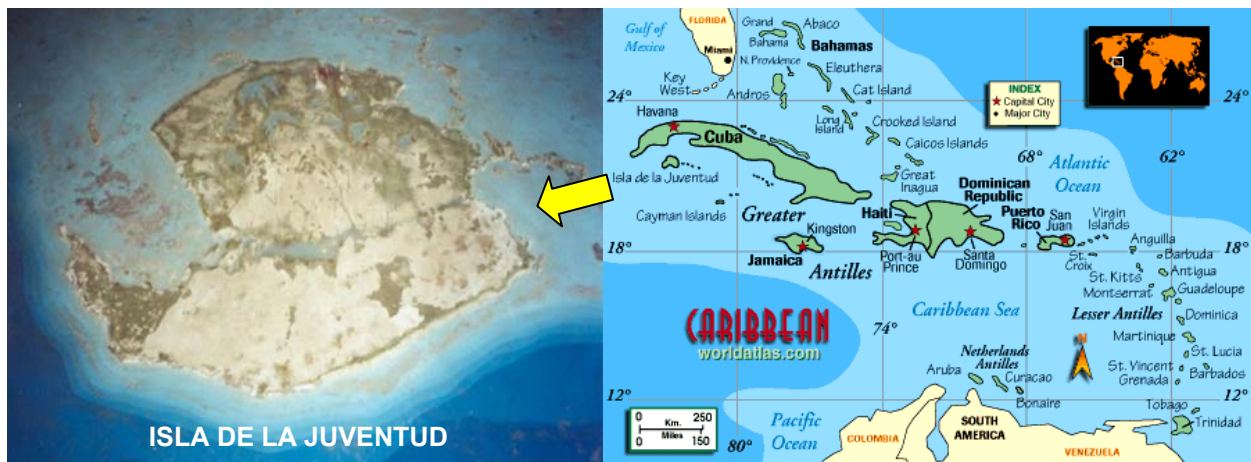 ISLA DE LA JUVENTUD
FLORIDA
Gulf of
Mexico
Miami
Grand
Bahama
Abaco
Bahamas
N. Providence
Eleuthera
Key
West
Andros
Cat Island
24°
24°
INDEX
Capital City
Major City
Havana
Cuba
Long
Island
Crooked Island
Caicos Islands
68°
62°
Atlantic
Ocean
Isla de la Juventud
Great
Inagua
Dominican
Republic
Cayman Islands
Greater
Haiti
Puerto
Rico
San
Juan
Virgin
Islands
Kingston
Anguilla
18°
18°
Jamaica
Antilles
Port-au
Prince
Santa
Domingo
St.
Croix
Barbuda
St. Kitts
Antigua
Montserrat
Guadeloupe
Caribbean Sea
Lesser Antilles
Dominica
CARIBBEAN
worldatlas.com
74°
Martinique
N
Netherlands
Antilles
St. Lucia
Aruba
Curacao
St. Vincent
Barbados
Grenada
Bonaire
12°
12°
0 250
Km.
Miles
0 150
Pacific
Ocean
80°
COLOMBIA
SOUTH
AMERICA
VENEZUELA
Tobago
Trinidad